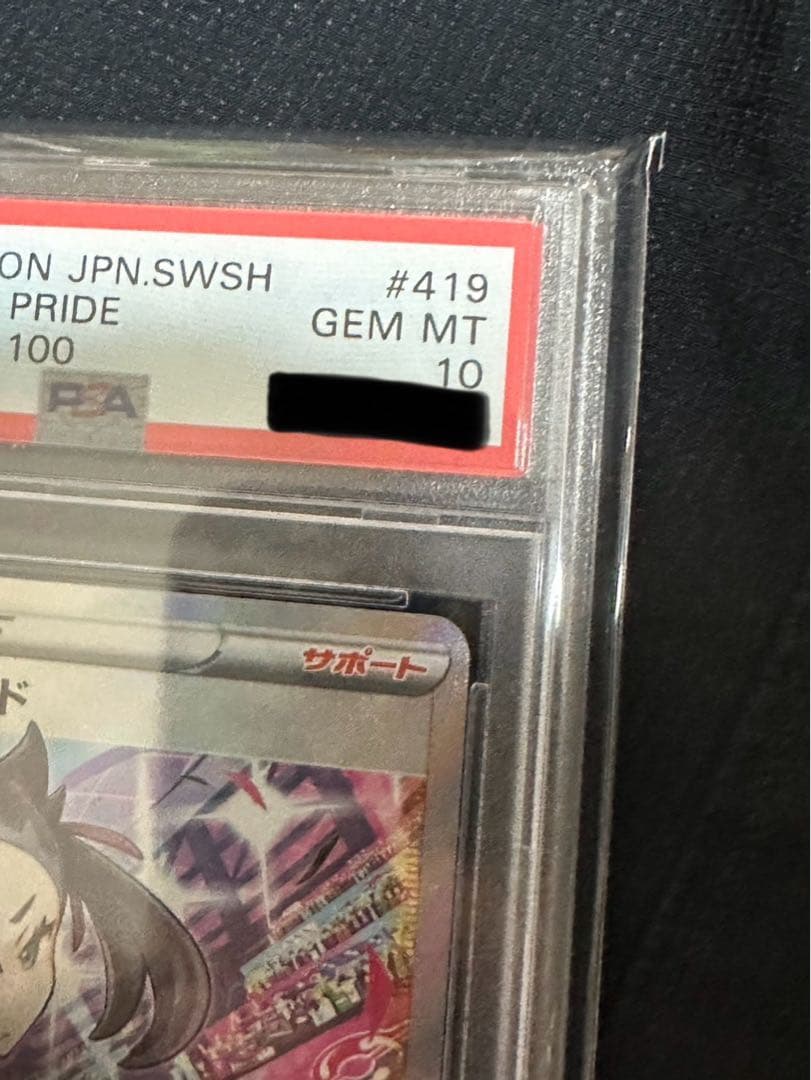 ON JPN.SWSH #419
PRIDE GEM MT
100 10
PSA
サポート
ド